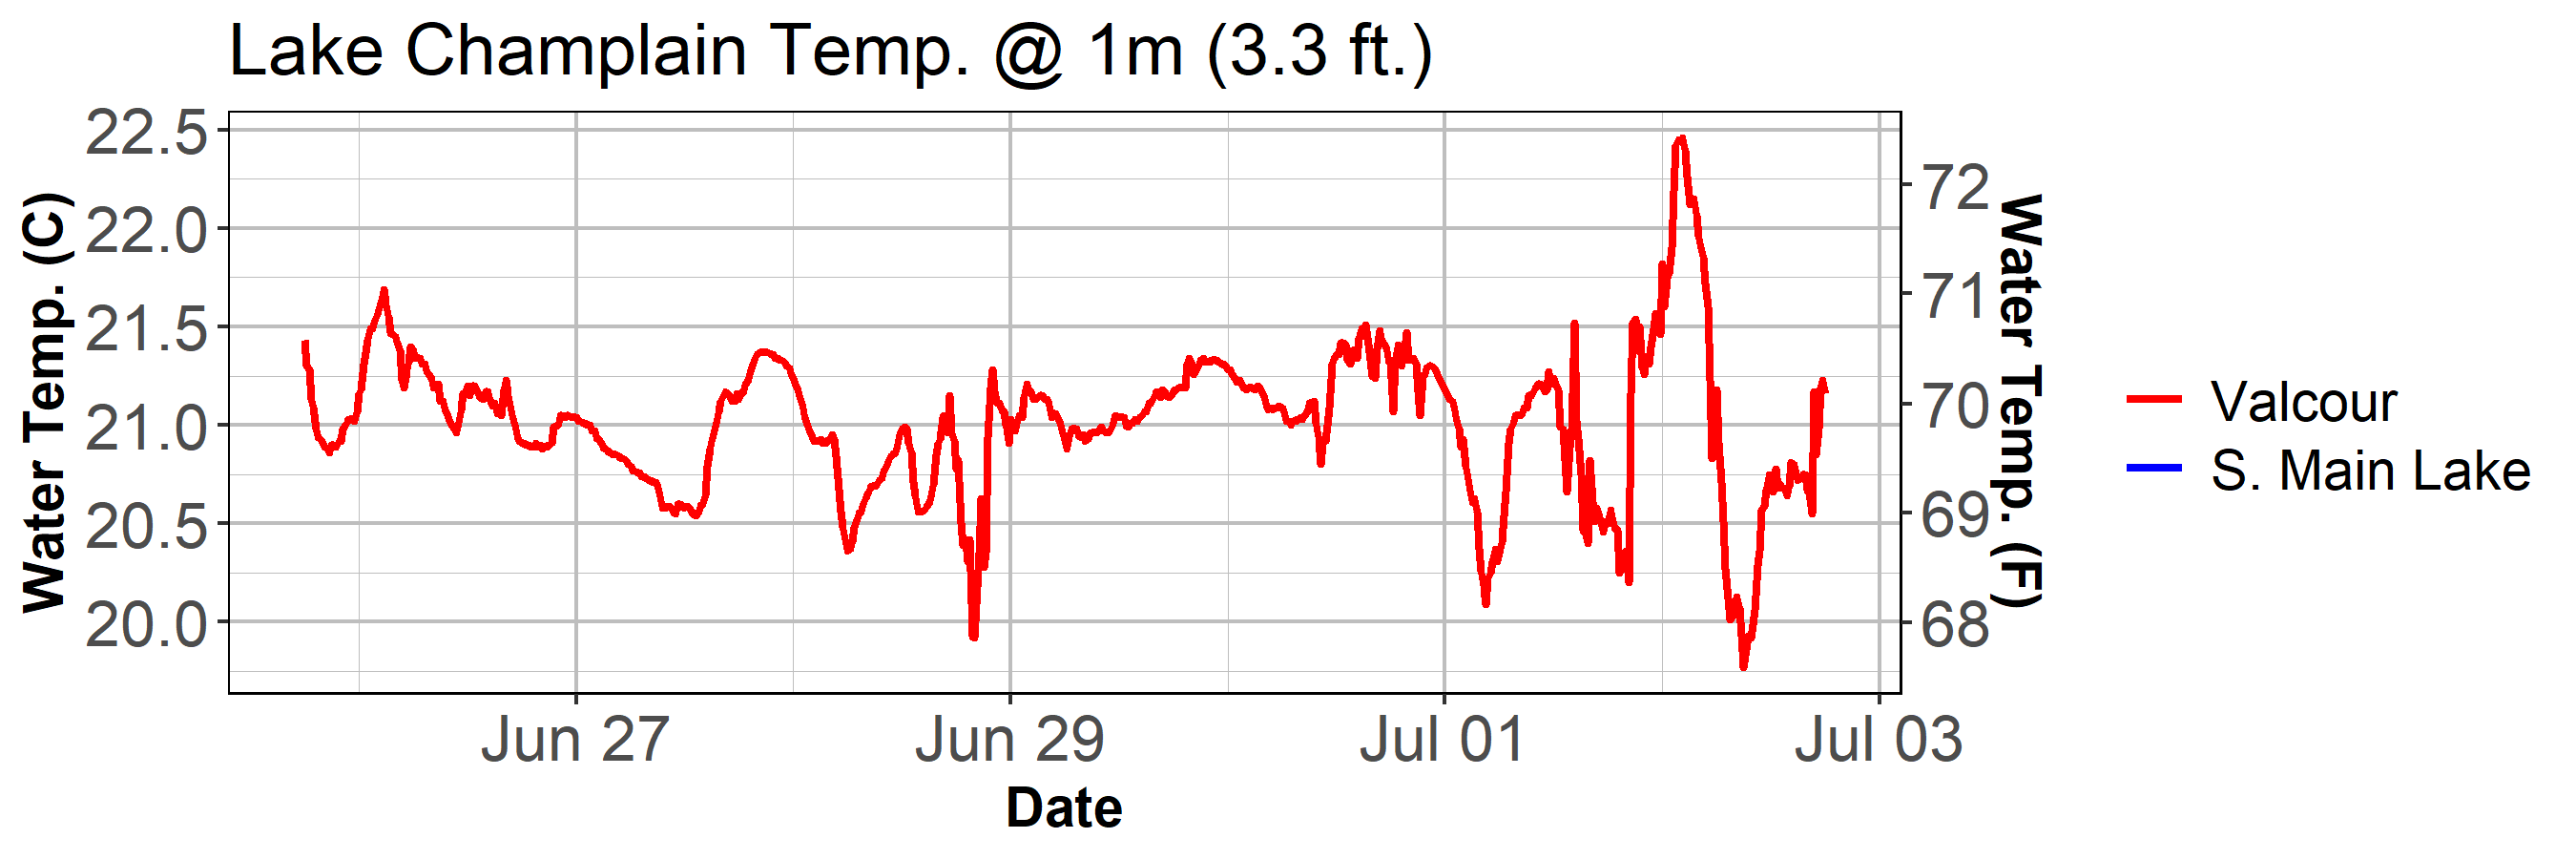 Lake Champlain Temp. @ 1m (3.3 ft.)
Water Temp. (C)
22.5
22.0
21.5
21.0
20.5
20.0
72
71
70
69
68
Water Temp. (F)
Jun 27
Jun 29
Jul 01
Jul 03
Date
Valcour
S. Main Lake